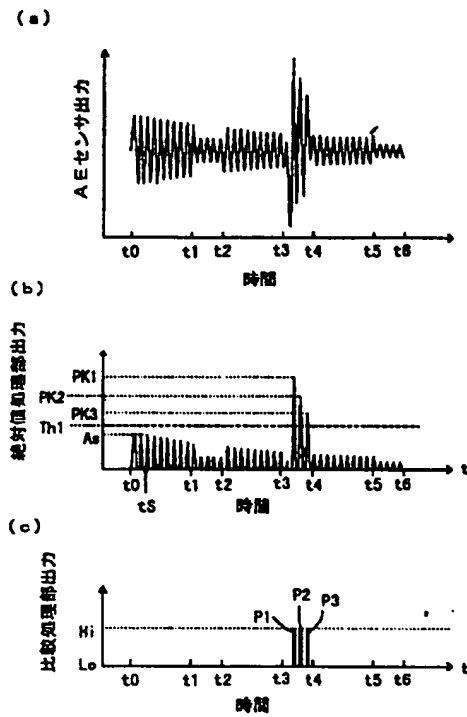 (a)
AEセンサ出力
t0 t1 t2 t3 t4 t5 t6
時間
(b)
絶対値処理部出力
PK1
PK2
PK3
Th1
As
t0 t1 t2 t3 t4 t5 t6 t
tS
時間
(c)
比較処理部出力
P1 P2 P3
Hi
Lo
t0 t1 t2 t3 t4 t5 t6 t
時間